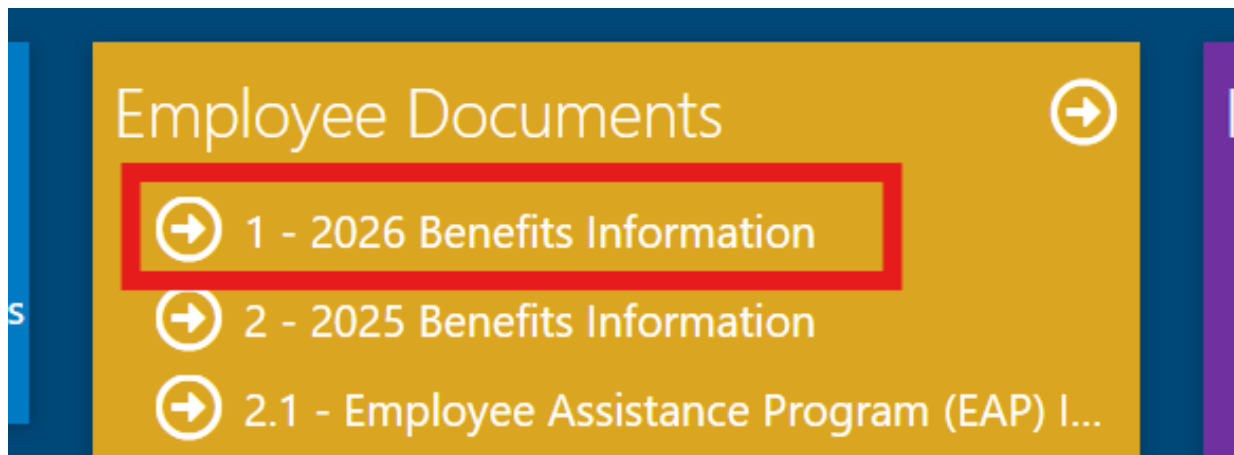 Employee Documents
1 - 2026 Benefits Information
2 - 2025 Benefits Information
s
2.1 - Employee Assistance Program (EAP) I...